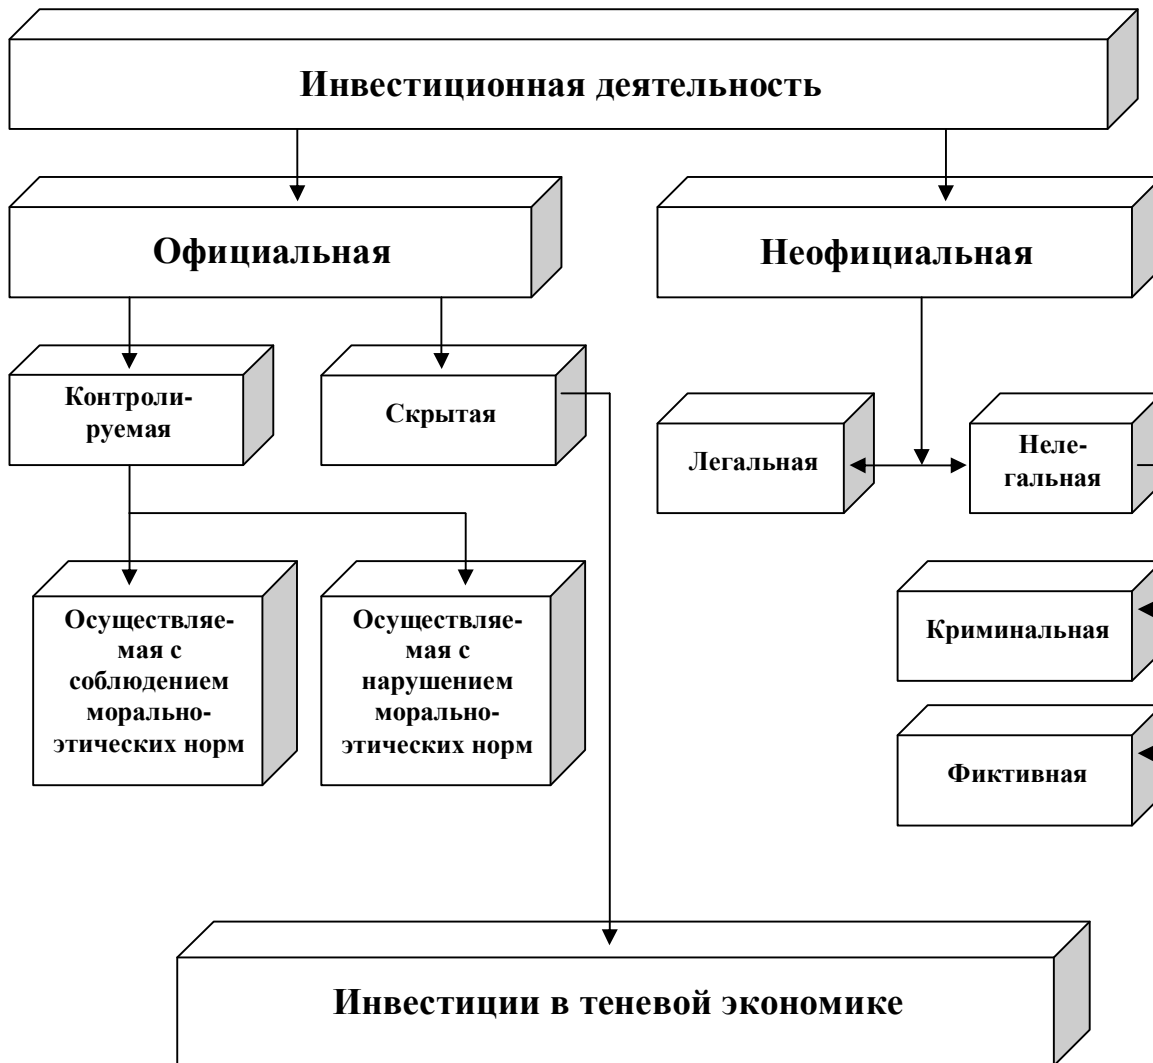 Инвестиционная деятельность
Официальная
Неофициальная
Контроли-
руемая
Скрытая
Легальная
Неле-
гальная
Осуществляе-
мая с
соблюдением
морально-
этических норм
Осуществляе-
мая с
нарушением
морально-
этических норм
Криминальная
Фиктивная
Инвестиции в теневой экономике